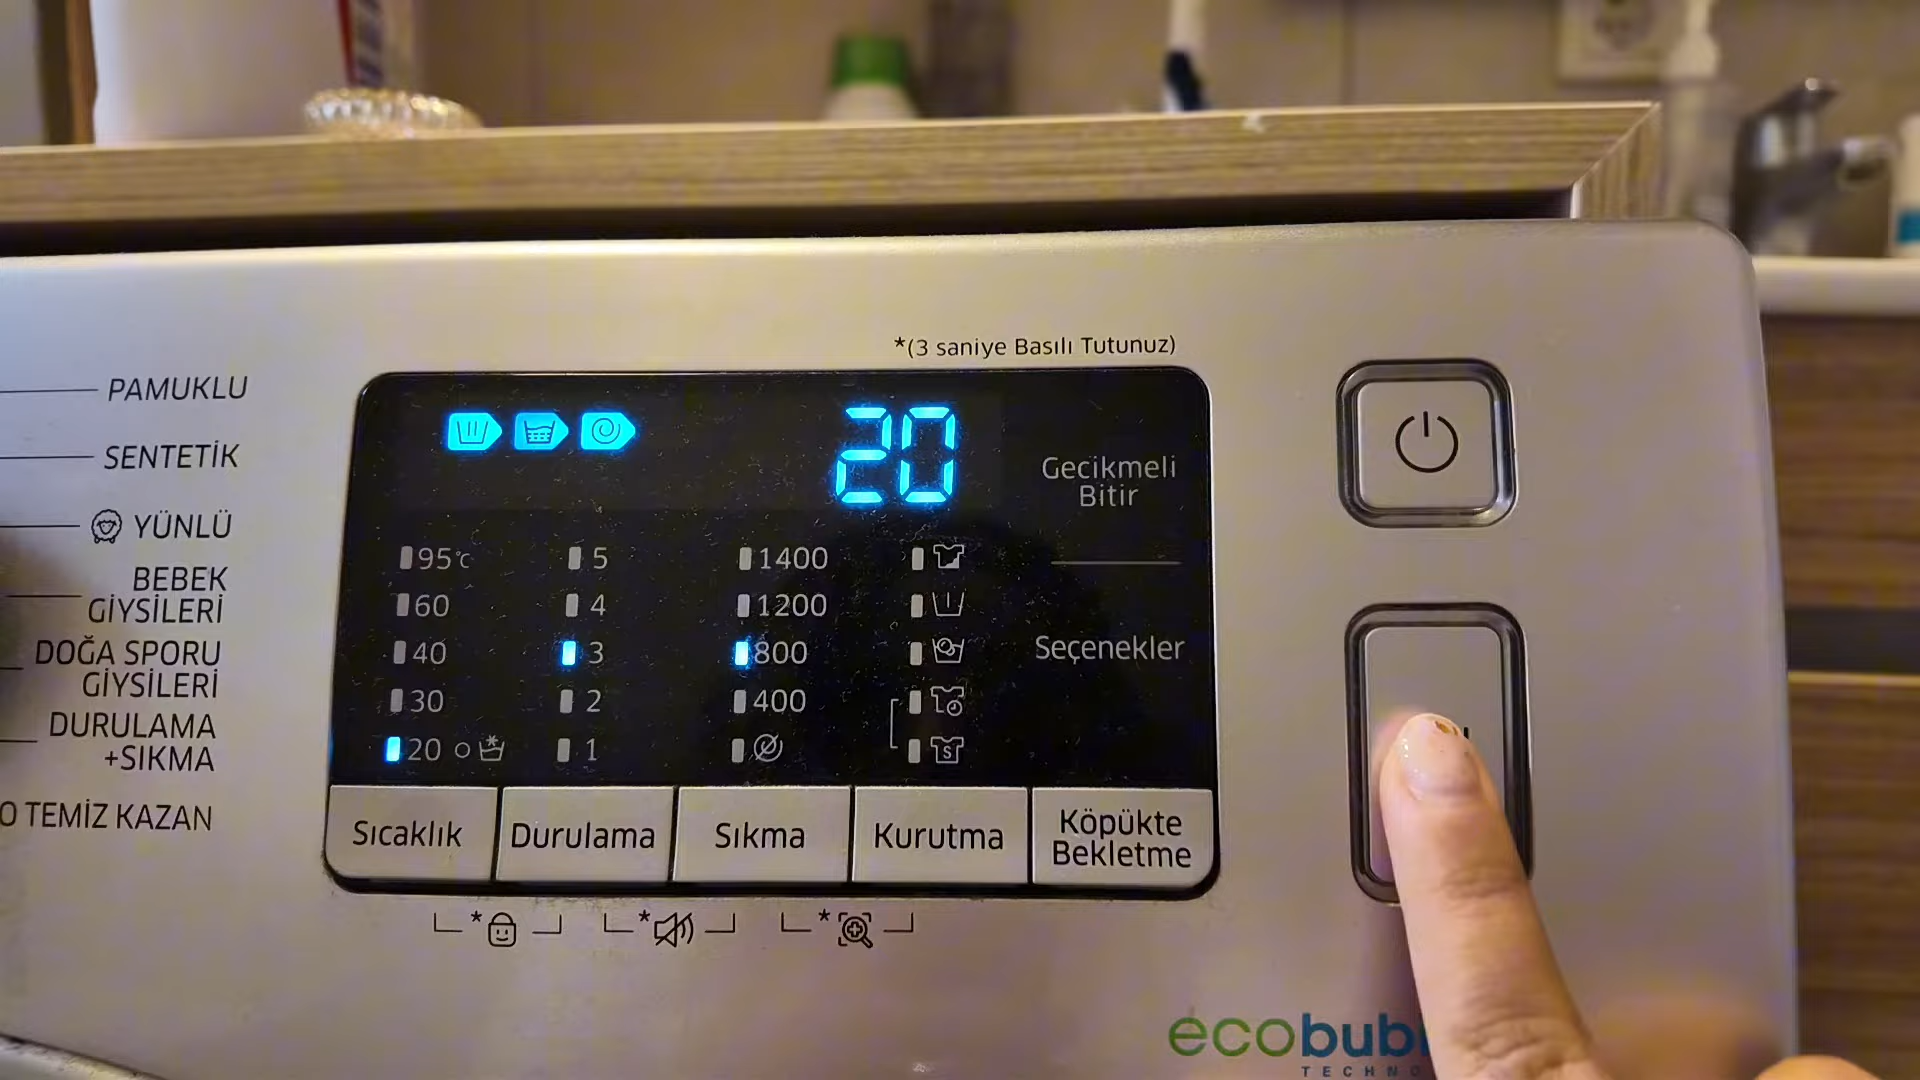 *(3 saniye Basılı Tutunuz)
PAMUKLU
SENTETİK
YÜNLÜ
BEBEK
GİYSİLERİ
DOĞA SPORU
GİYSİLERİ
DURULAMA
+SIKMA
TEMİZ KAZAN
20
Gecikmeli
Bitir
95°C 5 1400
60 4 1200
40 3 800
30 2 400
20 1
Seçenekler
Sıcaklık Durulama Sıkma Kurutma Köpükte
Bekletme
* * *
ecobub
TECHNO